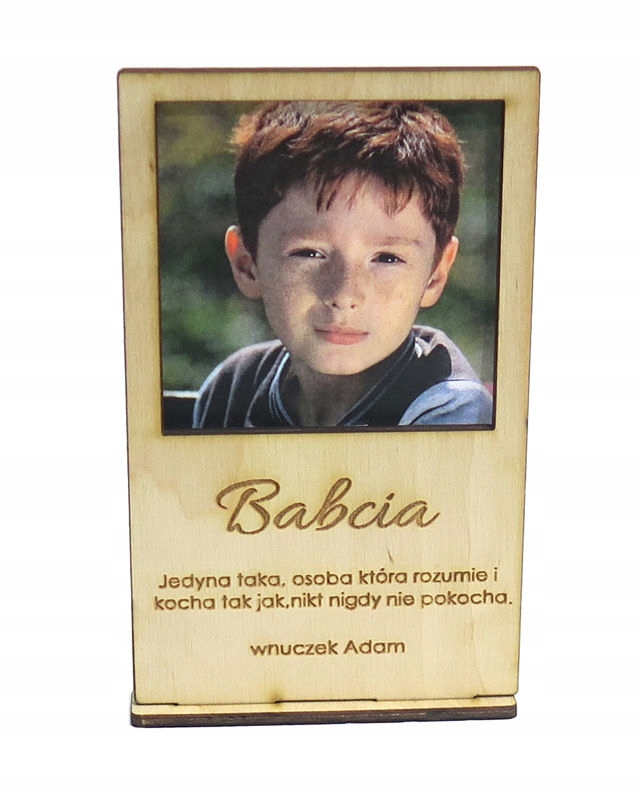 Babcia
Jedyna taka, osoba która rozumie i
kocha tak jak,nikt nigdy nie pokocha.
wnuczek Adam